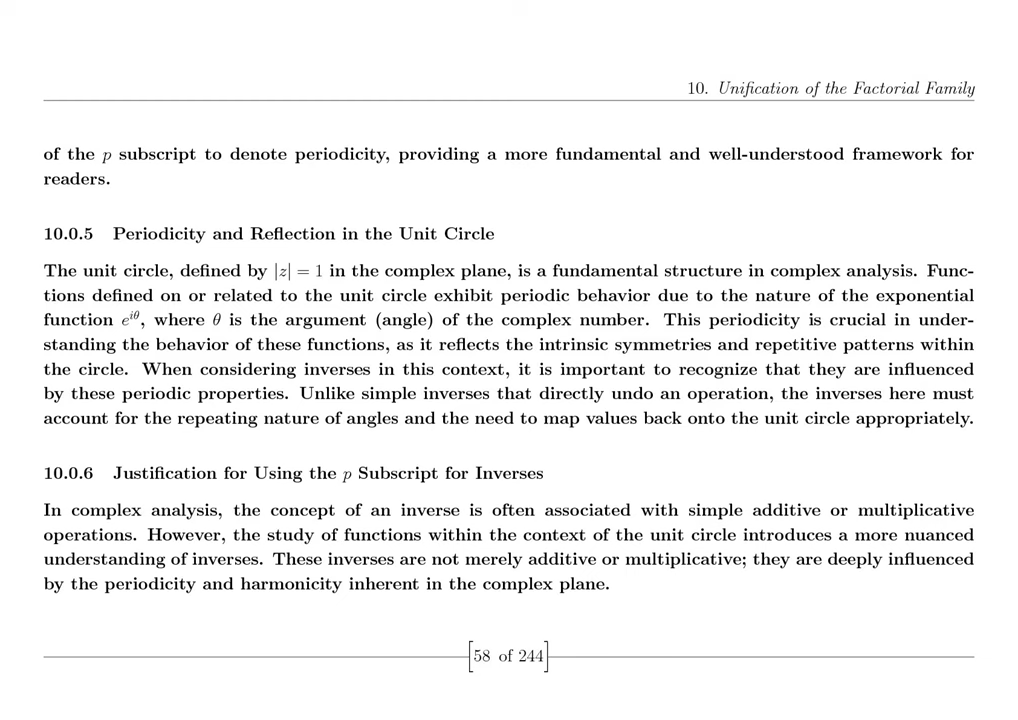 10. Unification of the Factorial Family
of the p subscript to denote periodicity, providing a more fundamental and well-understood framework for
readers.
10.0.5 Periodicity and Reflection in the Unit Circle
The unit circle, defined by |z| = 1 in the complex plane, is a fundamental structure in complex analysis. Func-
tions defined on or related to the unit circle exhibit periodic behavior due to the nature of the exponential
function e^{iθ}, where θ is the argument (angle) of the complex number. This periodicity is crucial in under-
standing the behavior of these functions, as it reflects the intrinsic symmetries and repetitive patterns within
the circle. When considering inverses in this context, it is important to recognize that they are influenced
by these periodic properties. Unlike simple inverses that directly undo an operation, the inverses here must
account for the repeating nature of angles and the need to map values back onto the unit circle appropriately.
10.0.6 Justification for Using the p Subscript for Inverses
In complex analysis, the concept of an inverse is often associated with simple additive or multiplicative
operations. However, the study of functions within the context of the unit circle introduces a more nuanced
understanding of inverses. These inverses are not merely additive or multiplicative; they are deeply influenced
by the periodicity and harmonicity inherent in the complex plane.
[58 of 244]